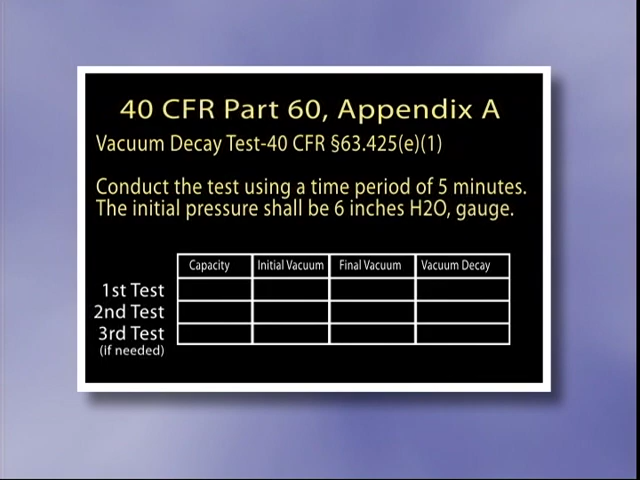 40 CFR Part 60, Appendix A
Vacuum Decay Test-40 CFR §63.425(e)(1)
Conduct the test using a time period of 5 minutes.
The initial pressure shall be 6 inches H2O, gauge.
Capacity Initial Vacuum Final Vacuum Vacuum Decay
1st Test
2nd Test
3rd Test
(if needed)